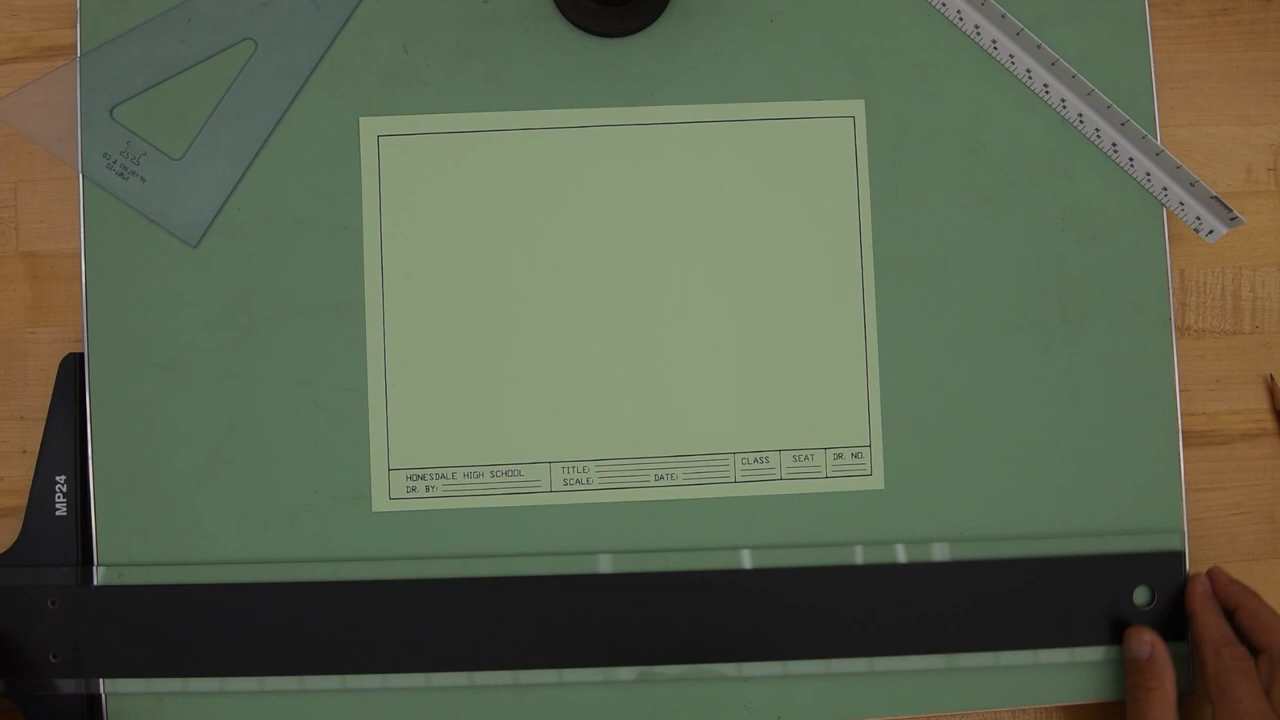 MP24
HONESDALE HIGH SCHOOL
DR. BY:
TITLE:
SCALE:
DATE:
CLASS
SEAT
DR. NO.